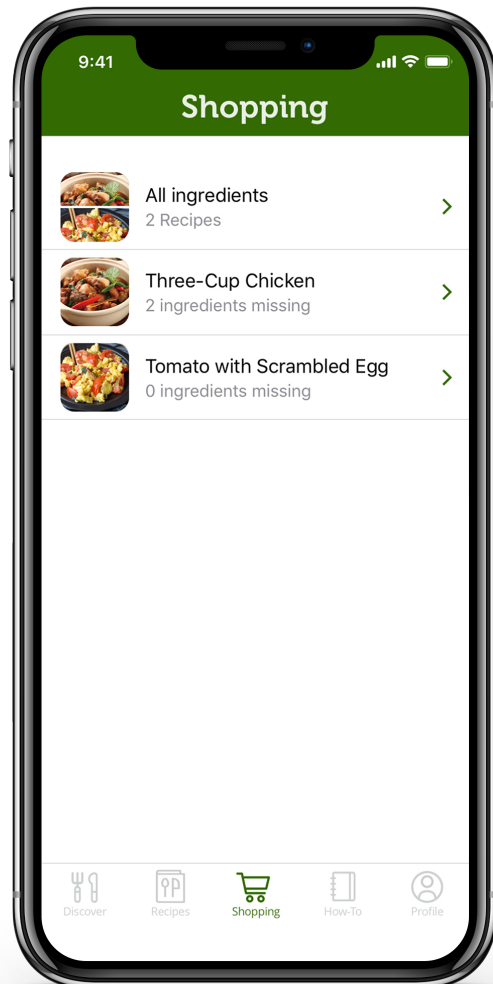 9:41
Shopping
All ingredients
2 Recipes
Three-Cup Chicken
2 ingredients missing
Tomato with Scrambled Egg
0 ingredients missing
Discover
Recipes
Shopping
How-To
Profile